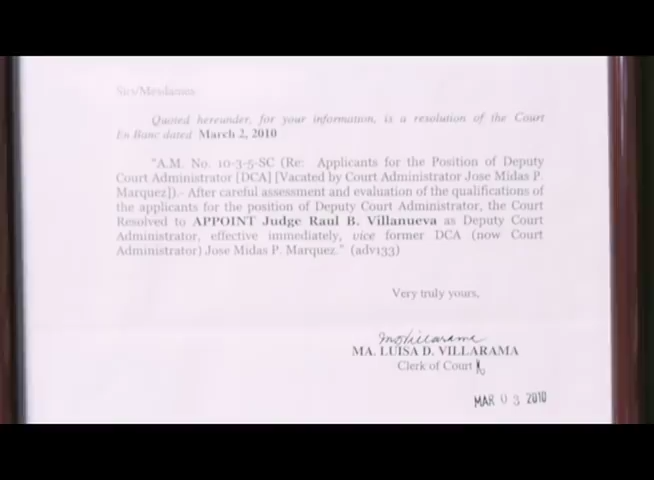 Sirs/Mesdames
Quoted hereunder, for your information, is a resolution of the Court
En Banc dated March 2, 2010
"A.M. No. 10-3-5-SC (Re: Applicants for the Position of Deputy
Court Administrator [DCA] [Vacated by Court Administrator Jose Midas P.
Marquez]).- After careful assessment and evaluation of the qualifications of
the applicants for the position of Deputy Court Administrator, the Court
Resolved to APPOINT Judge Raul B. Villanueva as Deputy Court
Administrator, effective immediately, vice former DCA (now Court
Administrator) Jose Midas P. Marquez." (adv133)
Very truly yours,
MA. LUISA D. VILLARAMA
Clerk of Court
MAR 03 2010